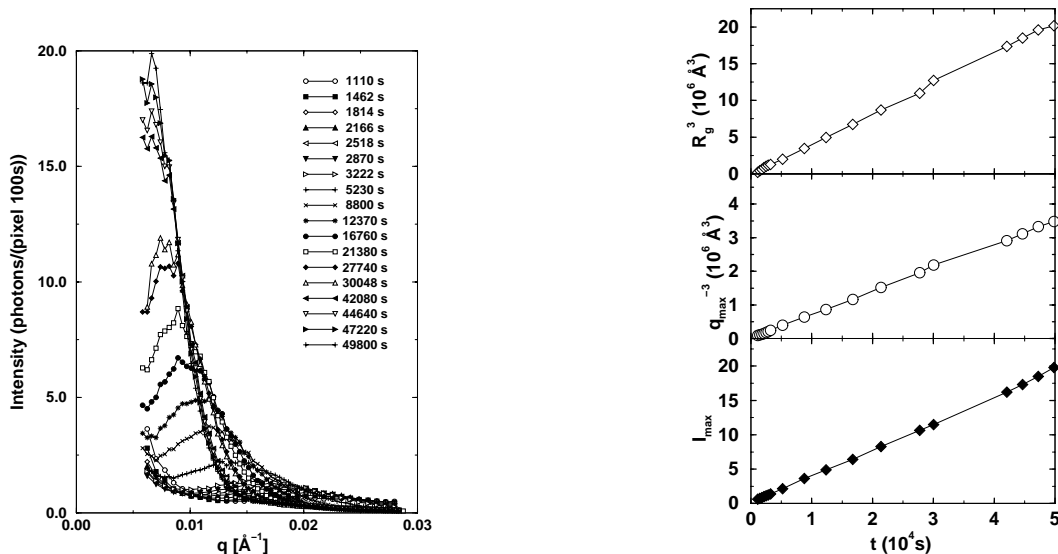 Intensity (photons/(pixel 100s))
20.0
15.0
10.0
5.0
0.0
0.00
0.01
0.02
0.03
q [Å⁻¹]
1110 s
1462 s
1814 s
2166 s
2518 s
2870 s
3222 s
5230 s
8800 s
12370 s
16760 s
21380 s
27740 s
30048 s
42080 s
44640 s
47220 s
49800 s
R_g³ (10⁶ Å³)
20
15
10
5
0
q_max⁻³ (10⁶ Å³)
4
3
2
1
0
I_max
20
15
10
5
0
0
1
2
3
4
5
t (10⁴s)